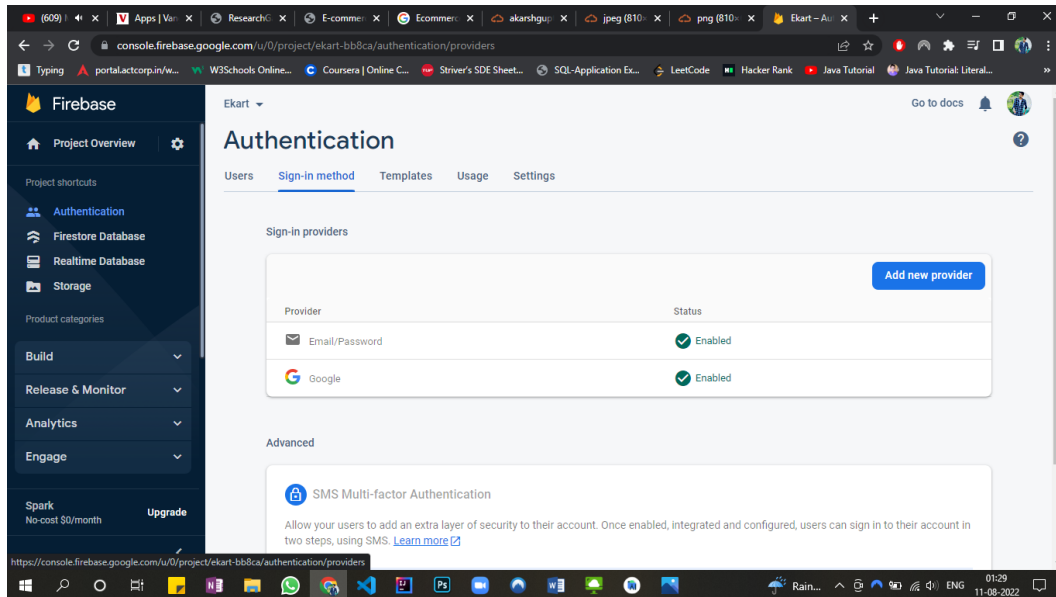 (609)
Apps | Van
ResearchG
E-commer
Ecommerc
akarshgup
jpeg (810
png (810
Ekart – Aut
console.firebase.google.com/u/0/project/ekart-bb8ca/authentication/providers
Typing
portal.actcorp.in/w...
W3Schools Online...
Coursera | Online C...
Striver's SDE Sheet...
SQL-Application Ex...
LeetCode
Hacker Rank
Java Tutorial
Java Tutorial: Literal...
Firebase
Project Overview
Project shortcuts
Authentication
Firestore Database
Realtime Database
Storage
Product categories
Build
Release & Monitor
Analytics
Engage
Spark
No-cost $0/month
Upgrade
Ekart
Go to docs
Authentication
Users Sign-in method Templates Usage Settings
Sign-in providers
Add new provider
Provider Status
Email/Password Enabled
Google Enabled
Advanced
SMS Multi-factor Authentication
Allow your users to add an extra layer of security to their account. Once enabled, integrated and configured, users can sign in to their account in
two steps, using SMS. Learn more
https://console.firebase.google.com/u/0/project/ekart-bb8ca/authentication/providers
Rain...
ENG
01:29
11-08-2022